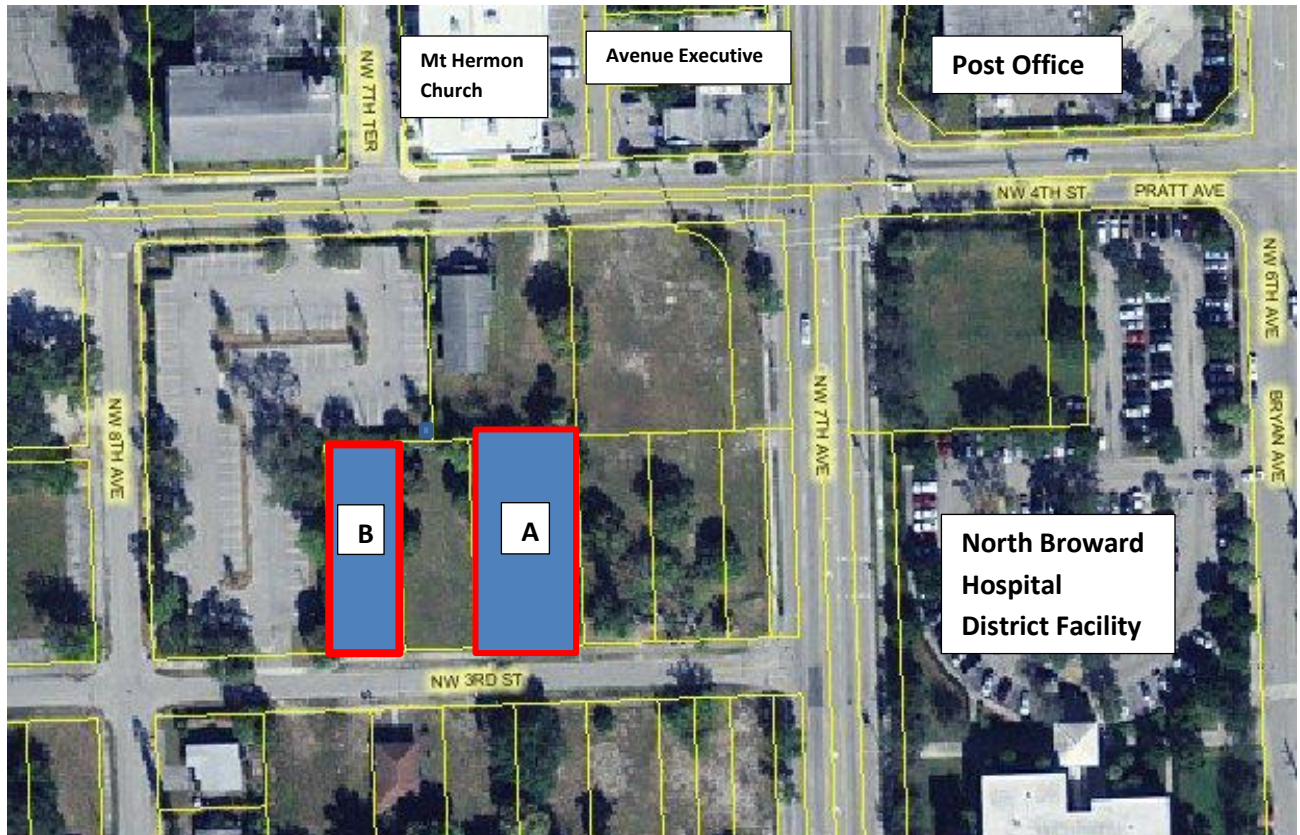 NW 7TH TER
Mt Hermon
Church
Avenue Executive
Post Office
NW 4TH ST
PRATT AVE
NW 6TH AVE
NW 8TH AVE
NW 7TH AVE
BRYAN AVE
B
A
North Broward
Hospital
District Facility
NW 3RD ST